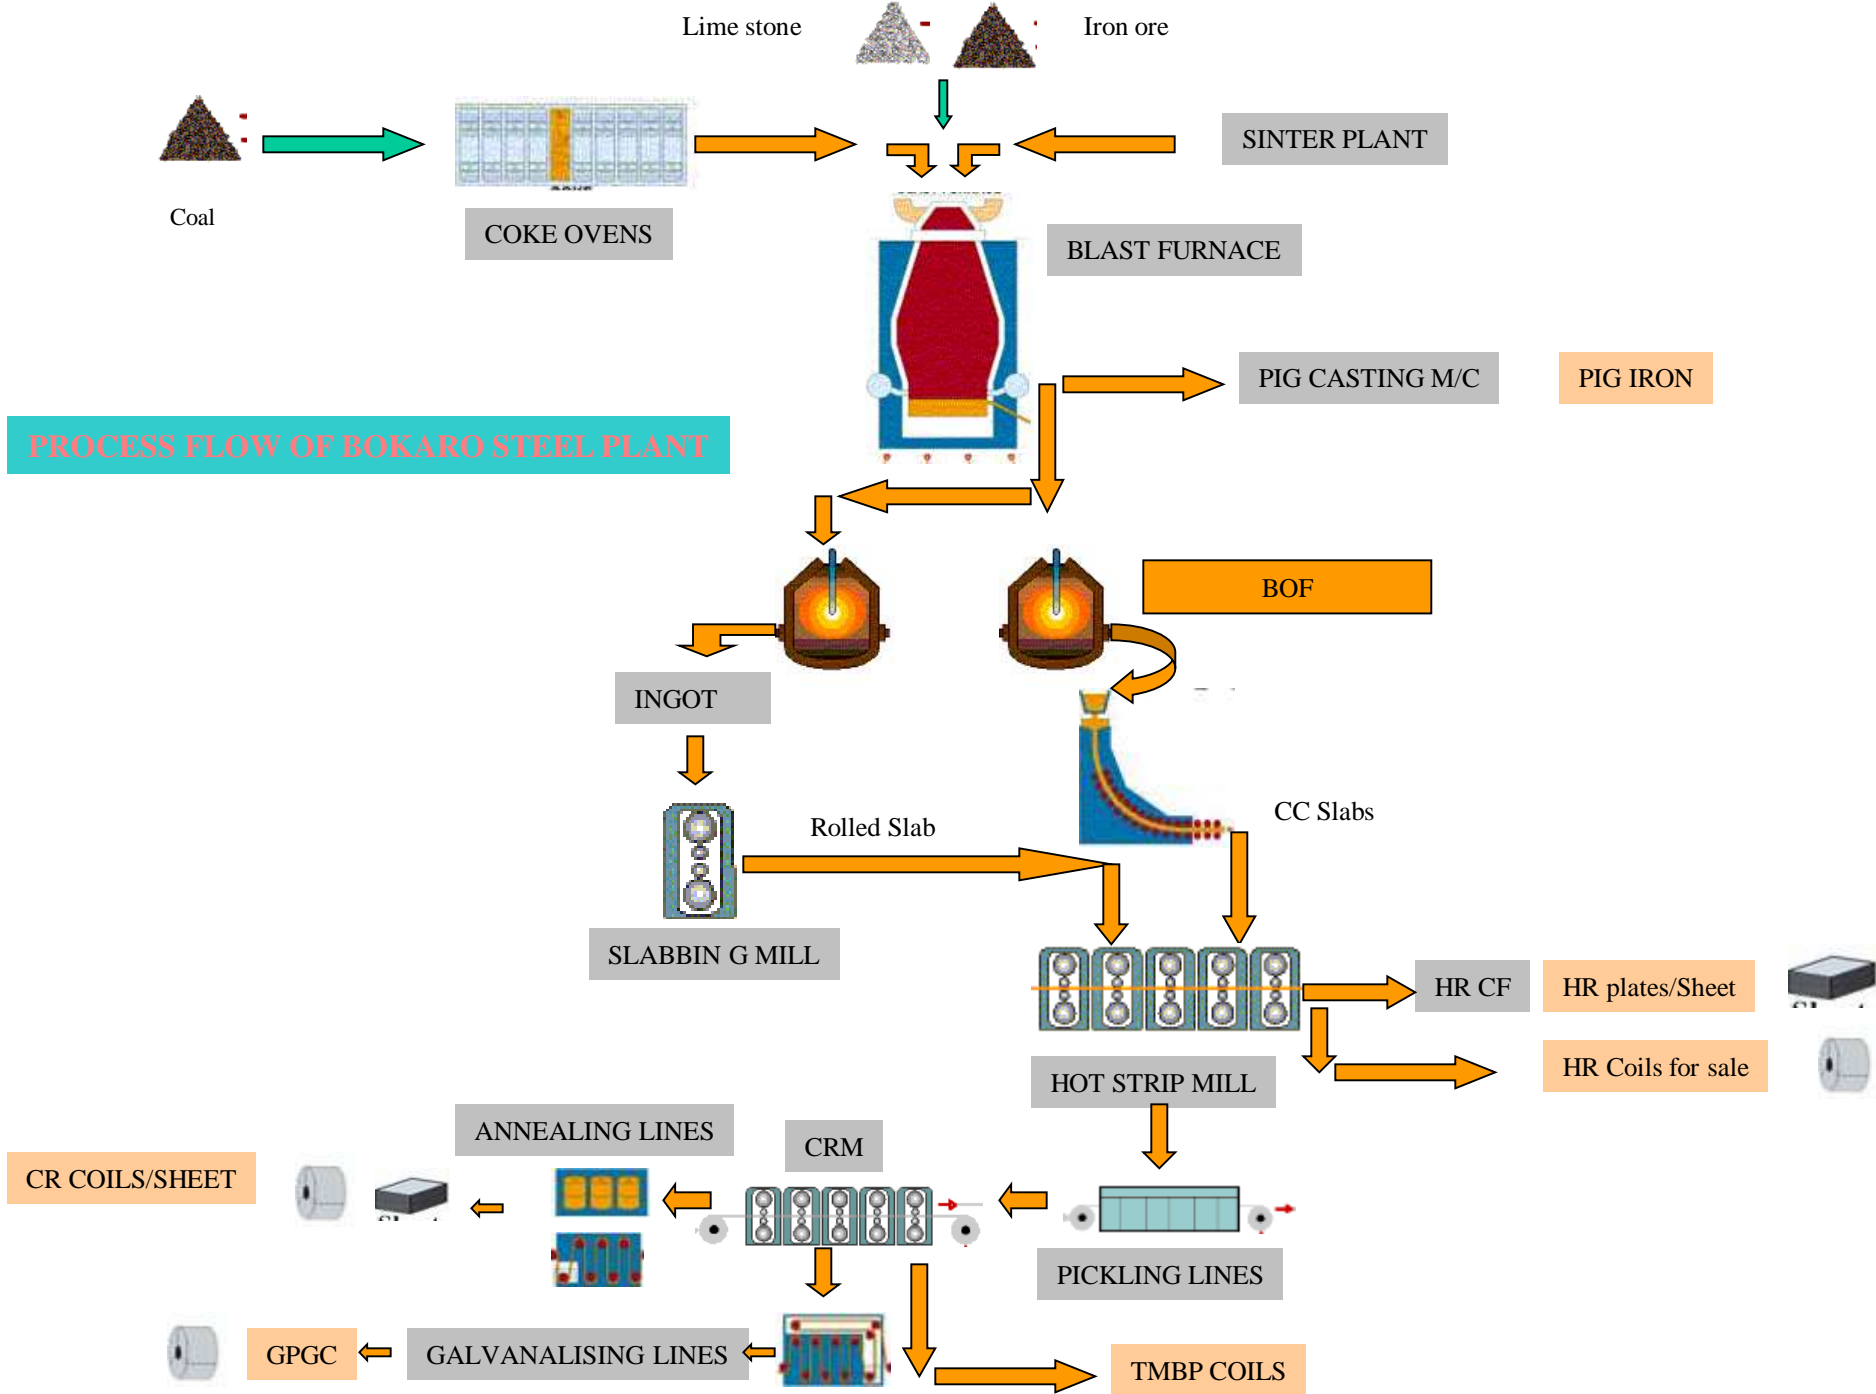 Lime stone
Iron ore
SINTER PLANT
Coal
COKE OVENS
BLAST FURNACE
PIG CASTING M/C
PIG IRON
PROCESS FLOW OF BOKARO STEEL PLANT
BOF
INGOT
Rolled Slab
CC Slabs
SLABBIN G MILL
HR CF
HR plates/Sheet
HR Coils for sale
HOT STRIP MILL
ANNEALING LINES
CRM
CR COILS/SHEET
PICKLING LINES
GPGC
GALVANALISING LINES
TMBP COILS